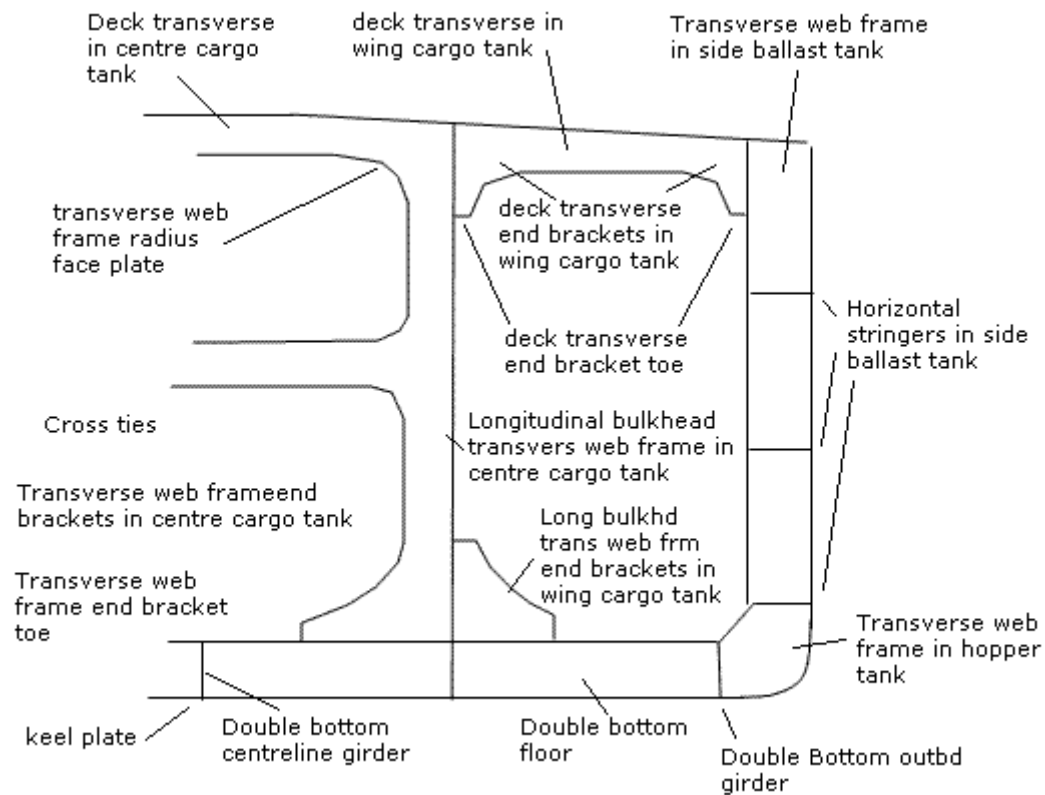 Deck transverse
in centre cargo
tank
deck transverse in
wing cargo tank
Transverse web frame
in side ballast tank
transverse web
frame radius
face plate
deck transverse
end brackets in
wing cargo tank
deck transverse
end bracket toe
Horizontal
stringers in side
ballast tank
Cross ties
Longitudinal bulkhead
transvers web frame in
centre cargo tank
Transverse web frameend
brackets in centre cargo tank
Long bulkhd
trans web frm
end brackets in
wing cargo tank
Transverse web
frame end bracket
toe
Transverse web
frame in hopper
tank
keel plate
Double bottom
centreline girder
Double bottom
floor
Double Bottom outbd
girder